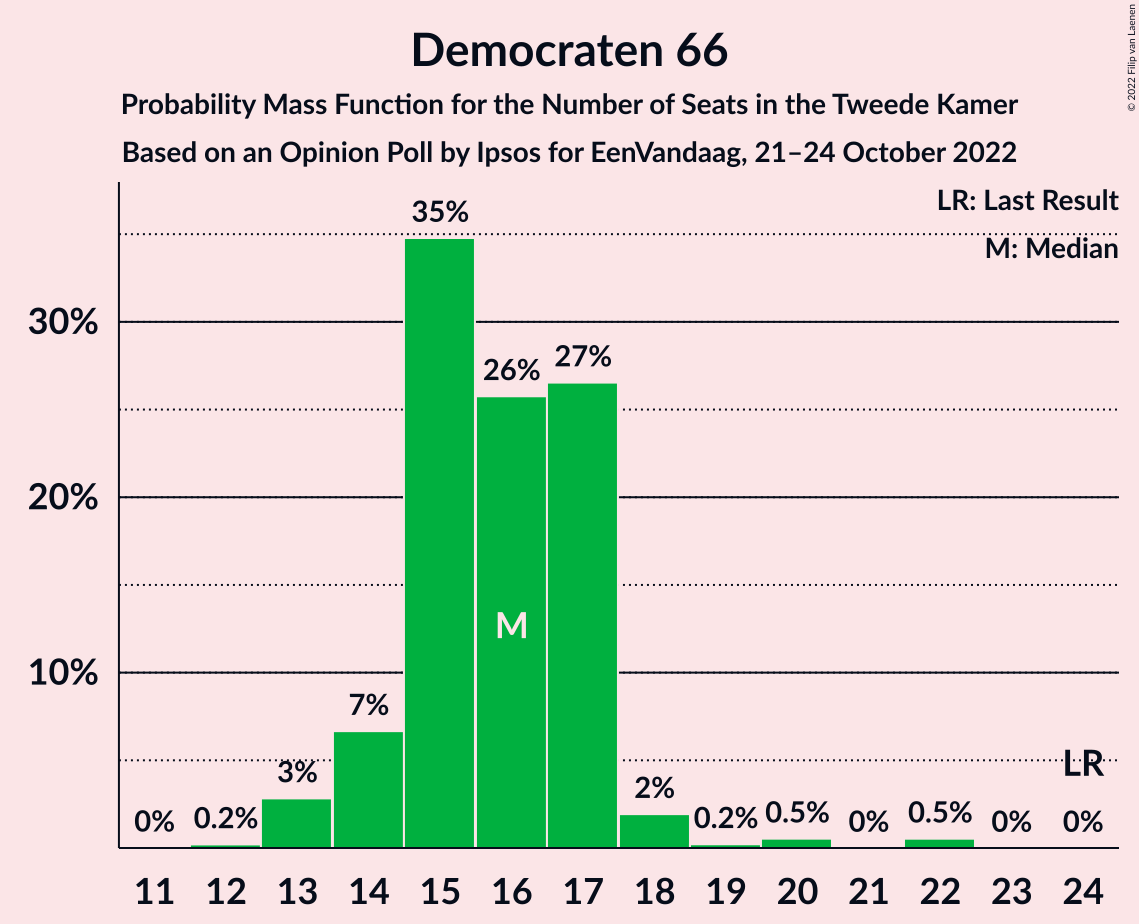 Democraten 66
Probability Mass Function for the Number of Seats in the Tweede Kamer
Based on an Opinion Poll by Ipsos for EenVandaag, 21–24 October 2022
© 2022 Filip van Laenen
LR: Last Result
M: Median
35%
30%
27%
26%
20%
M
10%
7%
LR
3%
2%
0% 0.2% 0.2% 0.5% 0% 0.5% 0% 0%
11 12 13 14 15 16 17 18 19 20 21 22 23 24